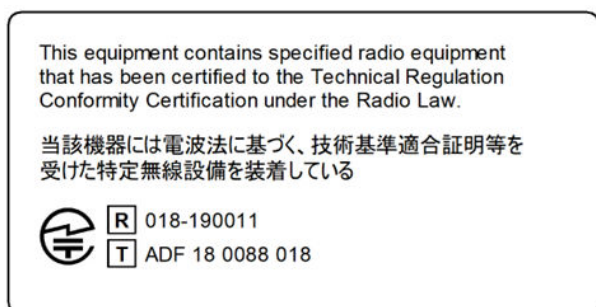 This equipment contains specified radio equipment
that has been certified to the Technical Regulation
Conformity Certification under the Radio Law.
当該機器には電波法に基づく、技術基準適合証明等を
受けた特定無線設備を装着している
R 018-190011
T ADF 18 0088 018